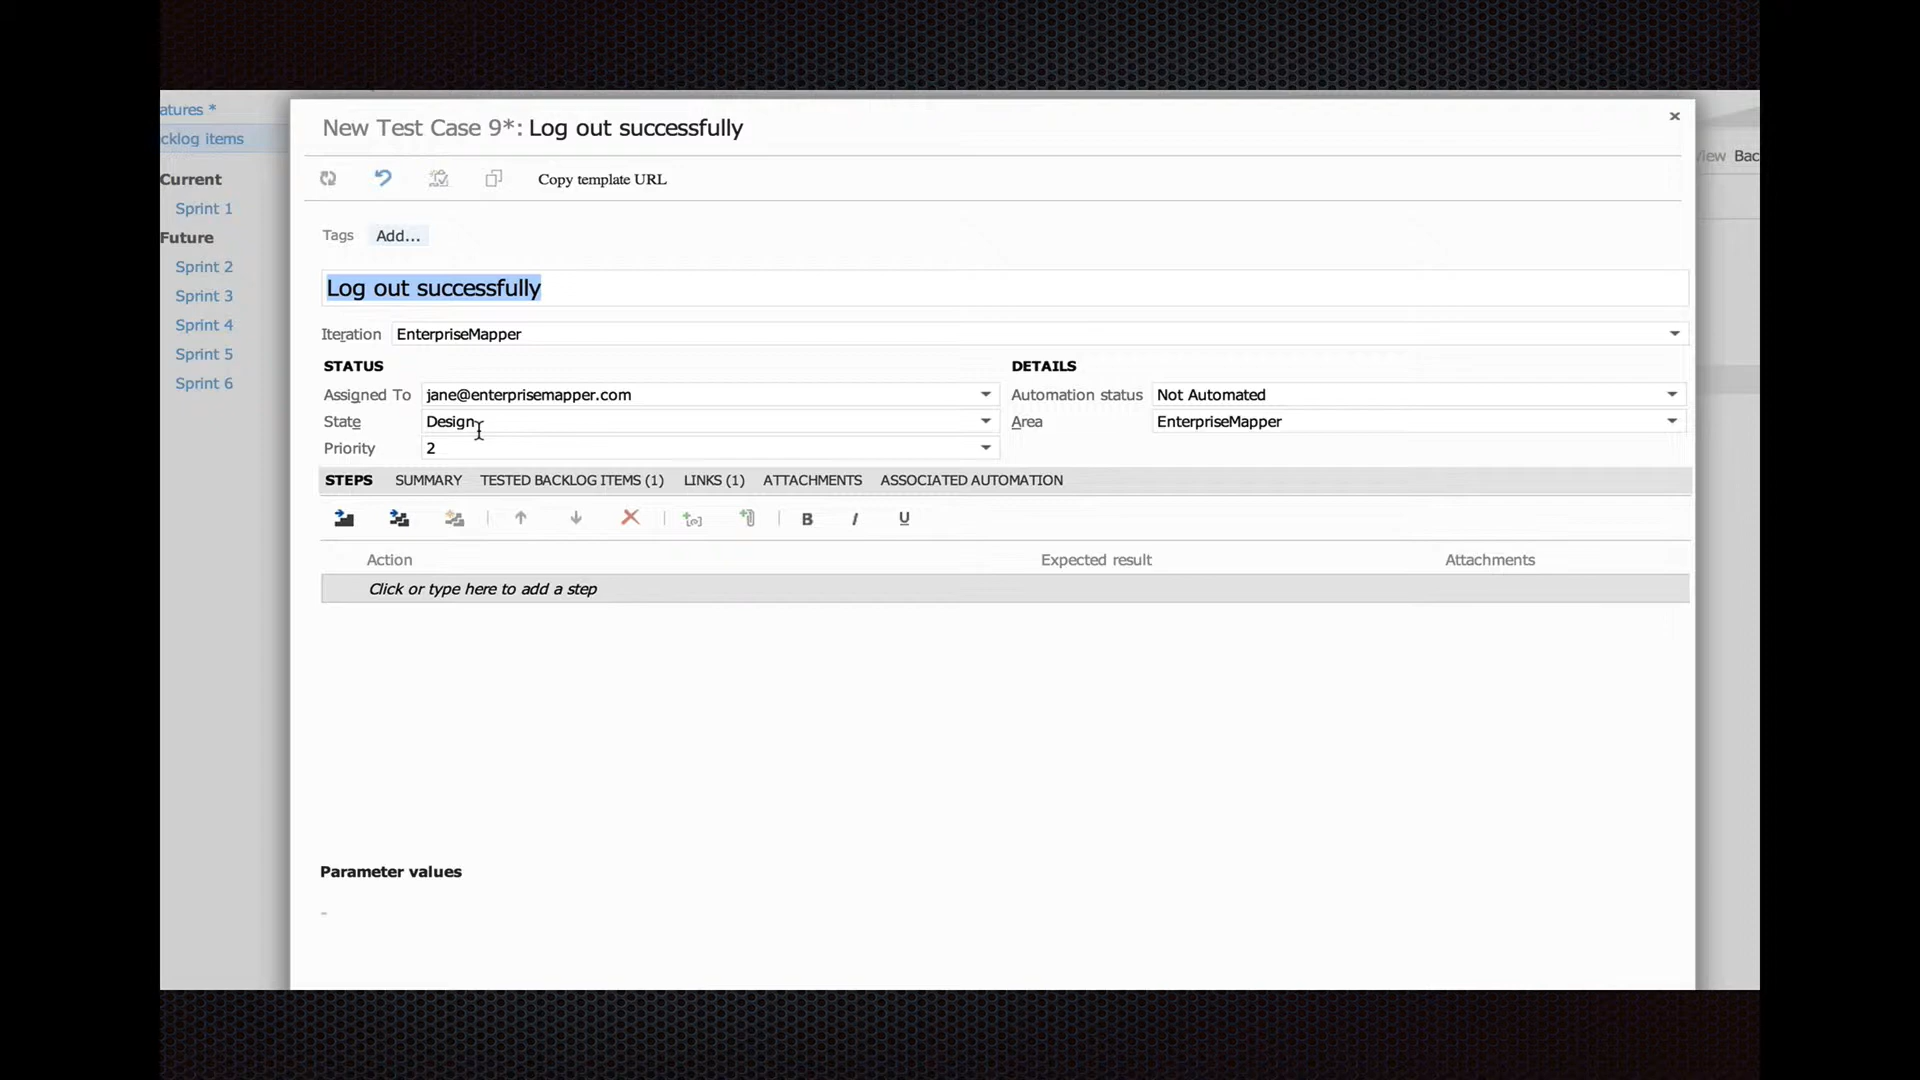 atures *
cklog items
Current
Sprint 1
Future
Sprint 2
Sprint 3
Sprint 4
Sprint 5
Sprint 6
New Test Case 9*: Log out successfully
Copy template URL
Tags Add...
Log out successfully
Iteration EnterpriseMapper
STATUS
Assigned To jane@enterprisemapper.com
State Design
Priority 2
DETAILS
Automation status Not Automated
Area EnterpriseMapper
STEPS SUMMARY TESTED BACKLOG ITEMS (1) LINKS (1) ATTACHMENTS ASSOCIATED AUTOMATION
B I U
Action Expected result Attachments
Click or type here to add a step
Parameter values
-
View Bac